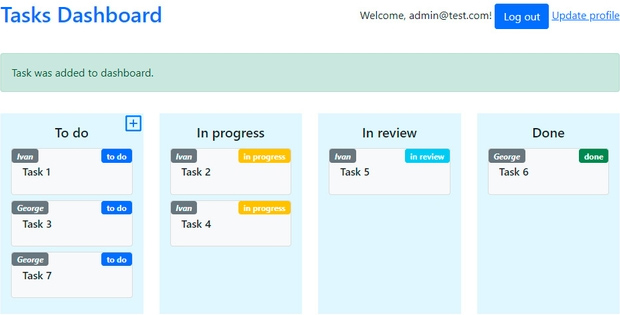 Tasks Dashboard
Welcome, admin@test.com! Log out Update profile
Task was added to dashboard.
To do
Ivan to do
Task 1
George to do
Task 3
George to do
Task 7
In progress
Ivan in progress
Task 2
Ivan in progress
Task 4
In review
Ivan in review
Task 5
Done
George done
Task 6